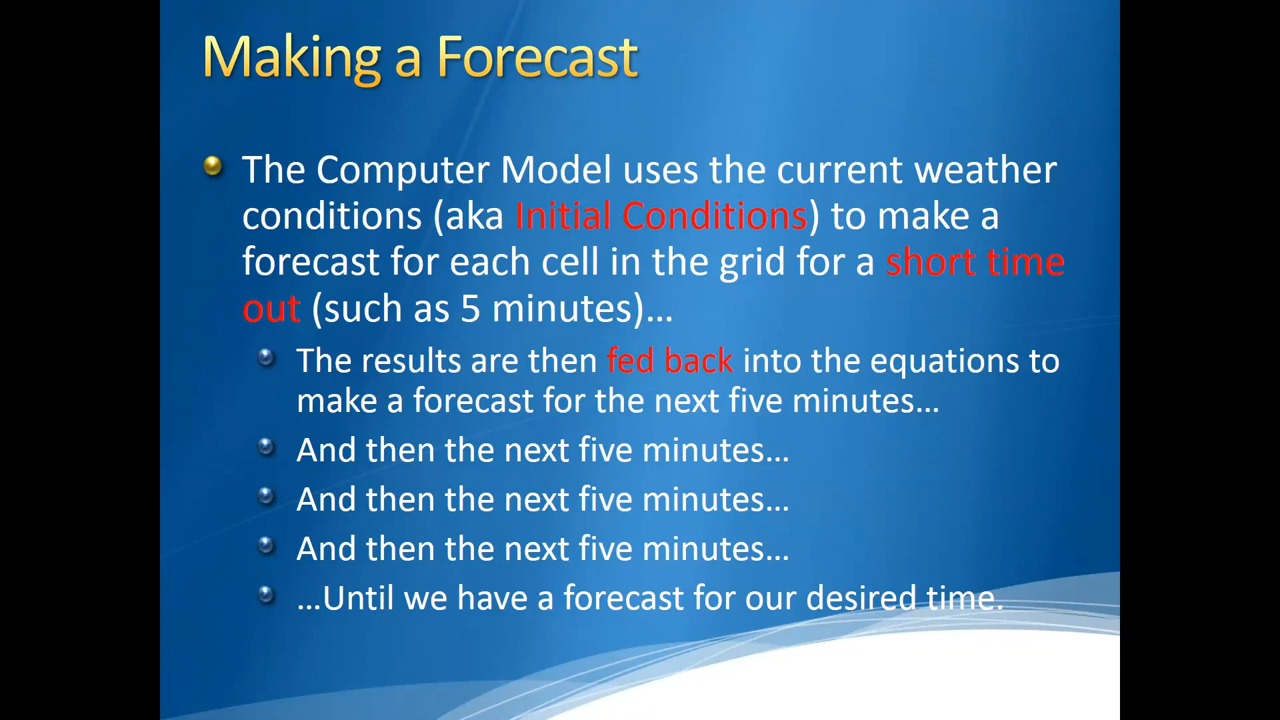 Making a Forecast
The Computer Model uses the current weather
conditions (aka Initial Conditions) to make a
forecast for each cell in the grid for a short time
out (such as 5 minutes)…
The results are then fed back into the equations to
make a forecast for the next five minutes…
And then the next five minutes…
And then the next five minutes…
And then the next five minutes…
…Until we have a forecast for our desired time.